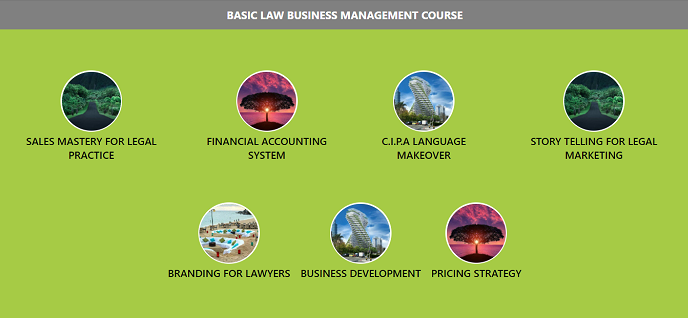 BASIC LAW BUSINESS MANAGEMENT COURSE
SALES MASTERY FOR LEGAL
PRACTICE
FINANCIAL ACCOUNTING
SYSTEM
C.I.P.A LANGUAGE
MAKEOVER
STORY TELLING FOR LEGAL
MARKETING
BRANDING FOR LAWYERS
BUSINESS DEVELOPMENT
PRICING STRATEGY